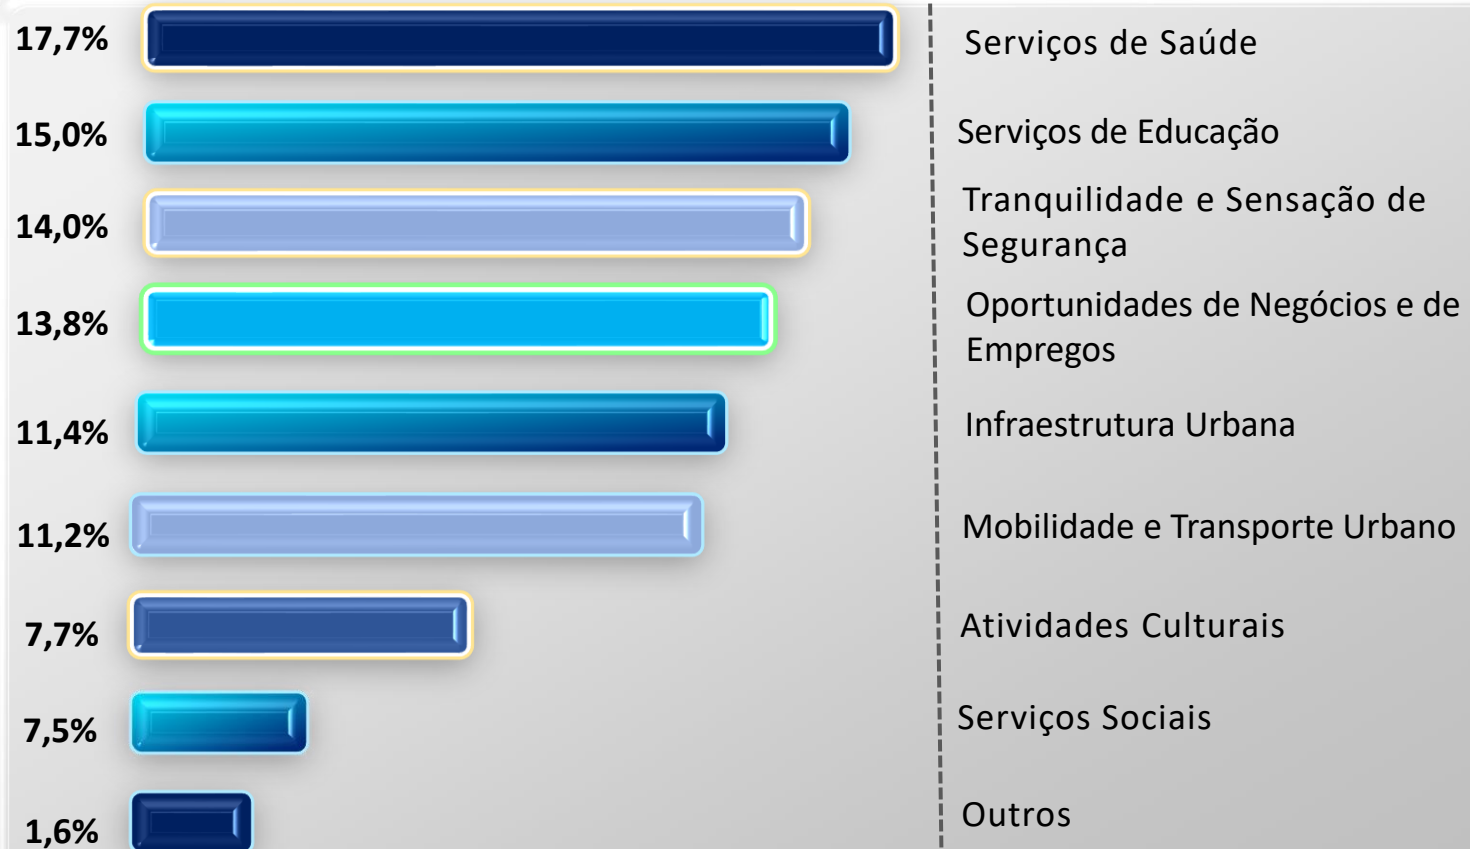 17,7%
Serviços de Saúde
15,0%
Serviços de Educação
14,0%
Tranquilidade e Sensação de
Segurança
13,8%
Oportunidades de Negócios e de
Empregos
11,4%
Infraestrutura Urbana
11,2%
Mobilidade e Transporte Urbano
7,7%
Atividades Culturais
7,5%
Serviços Sociais
1,6%
Outros